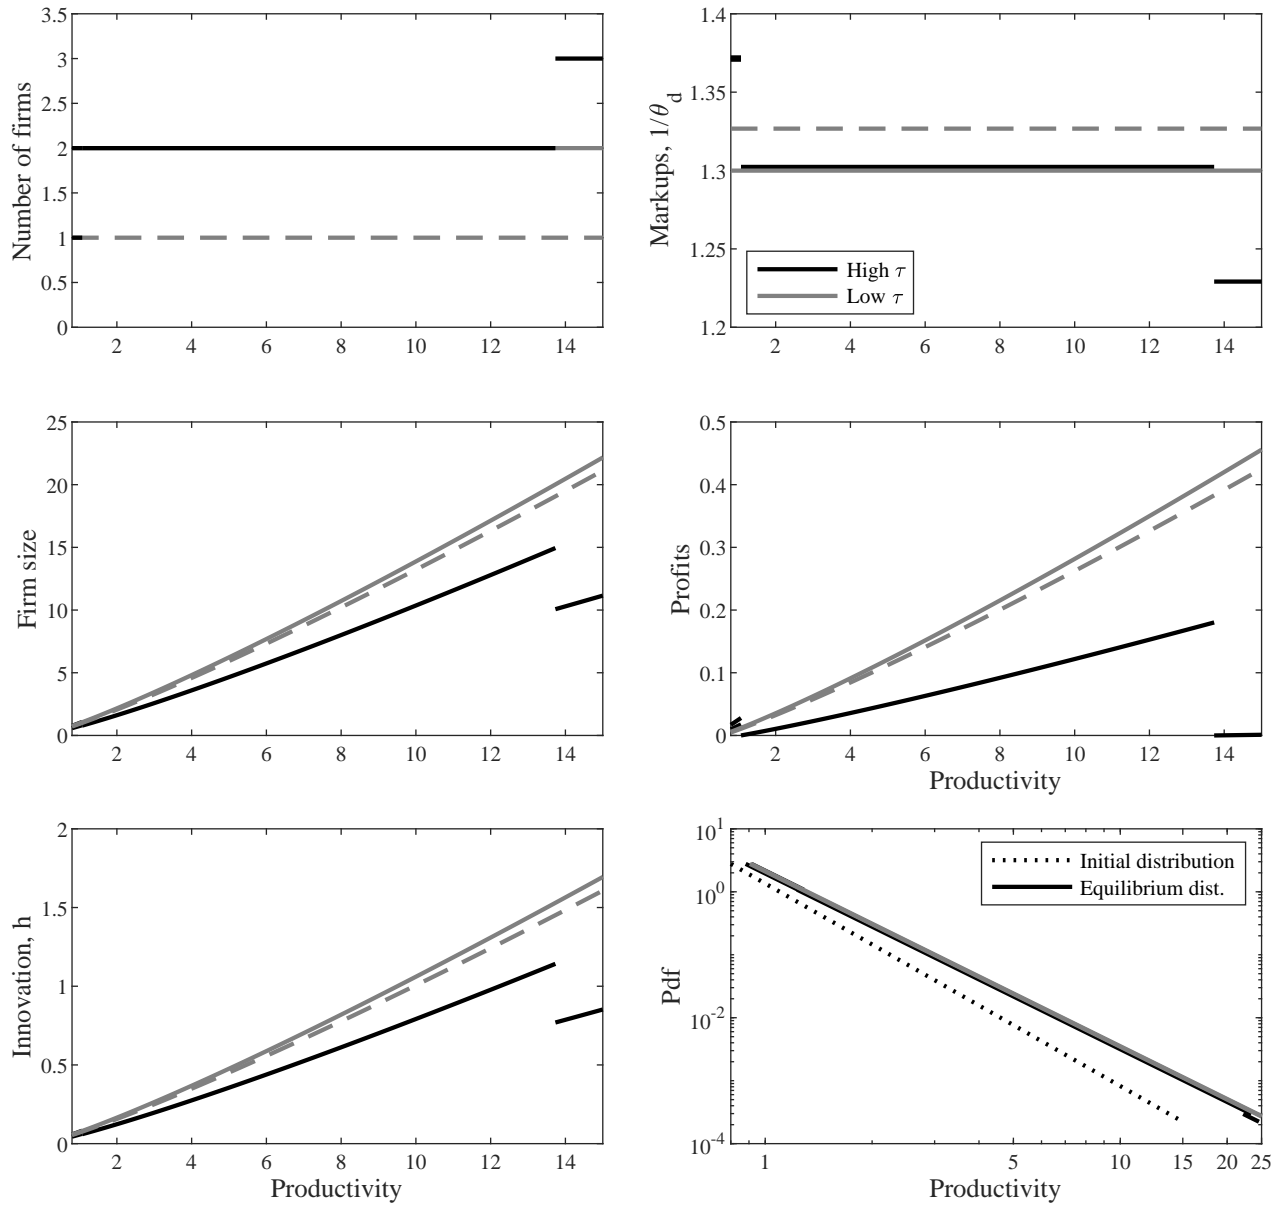 3.5
3
2.5
2
1.5
1
0.5
0
Number of firms
2 4 6 8 10 12 14
1.4
1.35
1.3
1.25
1.2
Markups, 1/θ_d
High τ
Low τ
2 4 6 8 10 12 14
25
20
15
10
5
0
Firm size
2 4 6 8 10 12 14
0.5
0.4
0.3
0.2
0.1
0
Profits
2 4 6 8 10 12 14
Productivity
2
1.5
1
0.5
0
Innovation, h
2 4 6 8 10 12 14
Productivity
10^1
10^0
10^-2
10^-4
Pdf
Initial distribution
Equilibrium dist.
1 5 10 15 20 25
Productivity